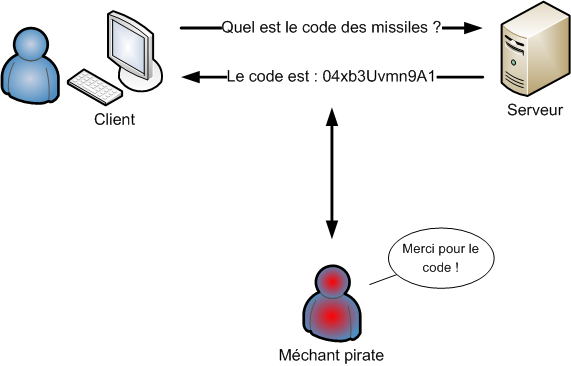 Quel est le code des missiles ?
Le code est : 04xb3Uvmn9A1
Client
Serveur
Merci pour le
code !
Méchant pirate